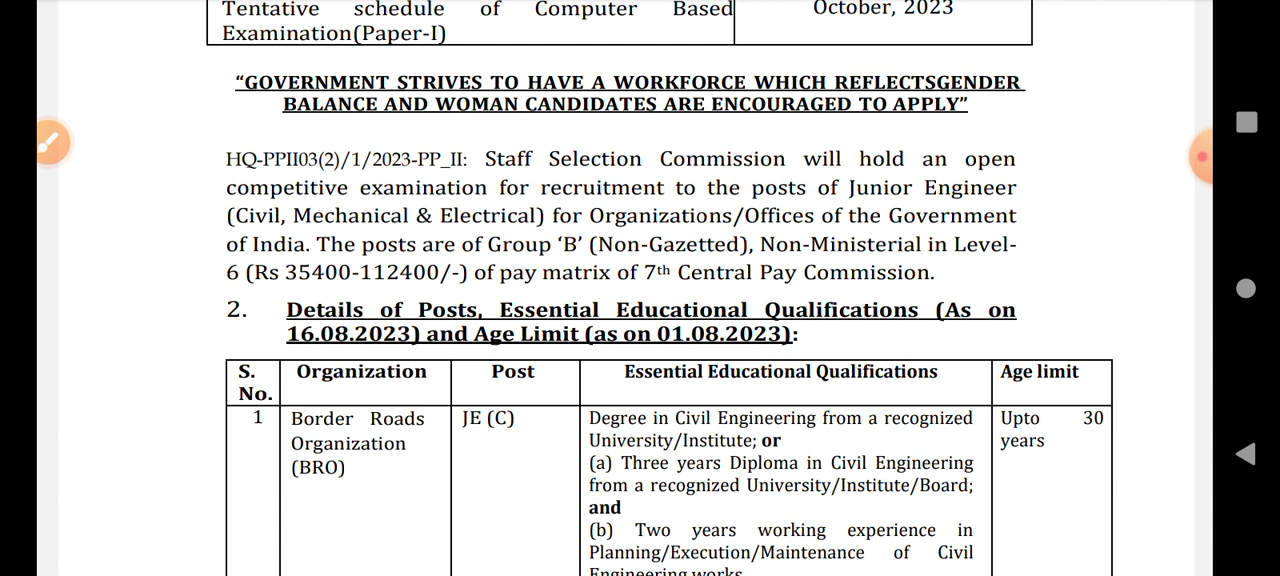 Tentative schedule of Computer Based
Examination(Paper-I)
October, 2023
“GOVERNMENT STRIVES TO HAVE A WORKFORCE WHICH REFLECTSGENDER
BALANCE AND WOMAN CANDIDATES ARE ENCOURAGED TO APPLY”
HQ-PPII03(2)/1/2023-PP_II: Staff Selection Commission will hold an open
competitive examination for recruitment to the posts of Junior Engineer
(Civil, Mechanical & Electrical) for Organizations/Offices of the Government
of India. The posts are of Group ‘B’ (Non-Gazetted), Non-Ministerial in Level-
6 (Rs 35400-112400/-) of pay matrix of 7th Central Pay Commission.
2. Details of Posts, Essential Educational Qualifications (As on
16.08.2023) and Age Limit (as on 01.08.2023):
S. No.
Organization
Post
Essential Educational Qualifications
Age limit
1
Border Roads
Organization
(BRO)
JE (C)
Degree in Civil Engineering from a recognized
University/Institute; or
(a) Three years Diploma in Civil Engineering
from a recognized University/Institute/Board;
and
(b) Two years working experience in
Planning/Execution/Maintenance of Civil
Engineering works.
Upto 30
years